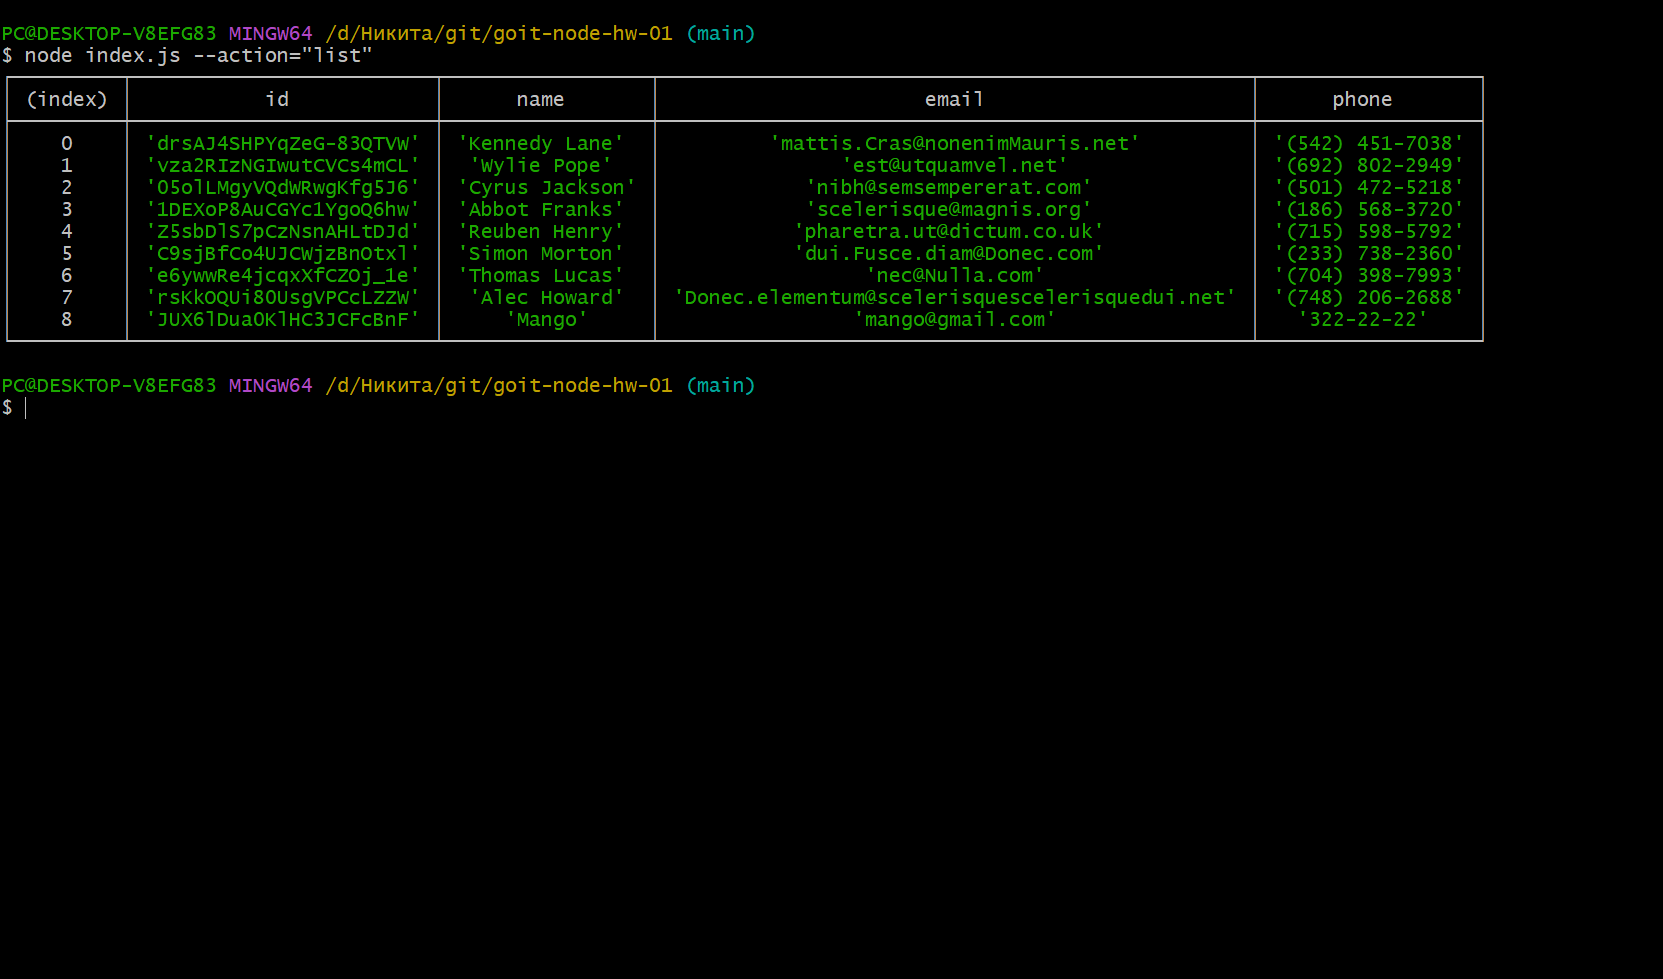 PC@DESKTOP-V8EFG83 MINGW64 /d/Никита/git/goit-node-hw-01 (main)
$ node index.js --action="list"
(index) id name email phone
0 'drsAJ4SHPYqZeG-83QTVW' 'Kennedy Lane' 'mattis.Cras@nonenimMauris.net' '(542) 451-7038'
1 'vza2RIzNGIwutCVCs4mCL' 'Wylie Pope' 'est@utquamvel.net' '(692) 802-2949'
2 '05olLMgyVQdWRwgKfg5J6' 'Cyrus Jackson' 'nibh@semsempererat.com' '(501) 472-5218'
3 '1DEXoP8AuCGYc1YgoQ6hw' 'Abbot Franks' 'scelerisque@magnis.org' '(186) 568-3720'
4 'Z5sbDlS7pCzNsnAHLtDJd' 'Reuben Henry' 'pharetra.ut@dictum.co.uk' '(715) 598-5792'
5 'C9sjBfCo4UJCWjzBnOtxl' 'Simon Morton' 'dui.Fusce.diam@Donec.com' '(233) 738-2360'
6 'e6ywwRe4jcqxXfCZOj_1e' 'Thomas Lucas' 'nec@Nulla.com' '(704) 398-7993'
7 'rsKkOQUi80UsgVPCcLZZW' 'Alec Howard' 'Donec.elementum@scelerisquescelerisquedui.net' '(748) 206-2688'
8 'JUX6lDua0KlHC3JCFcBnF' 'Mango' 'mango@gmail.com' '322-22-22'
PC@DESKTOP-V8EFG83 MINGW64 /d/Никита/git/goit-node-hw-01 (main)
$